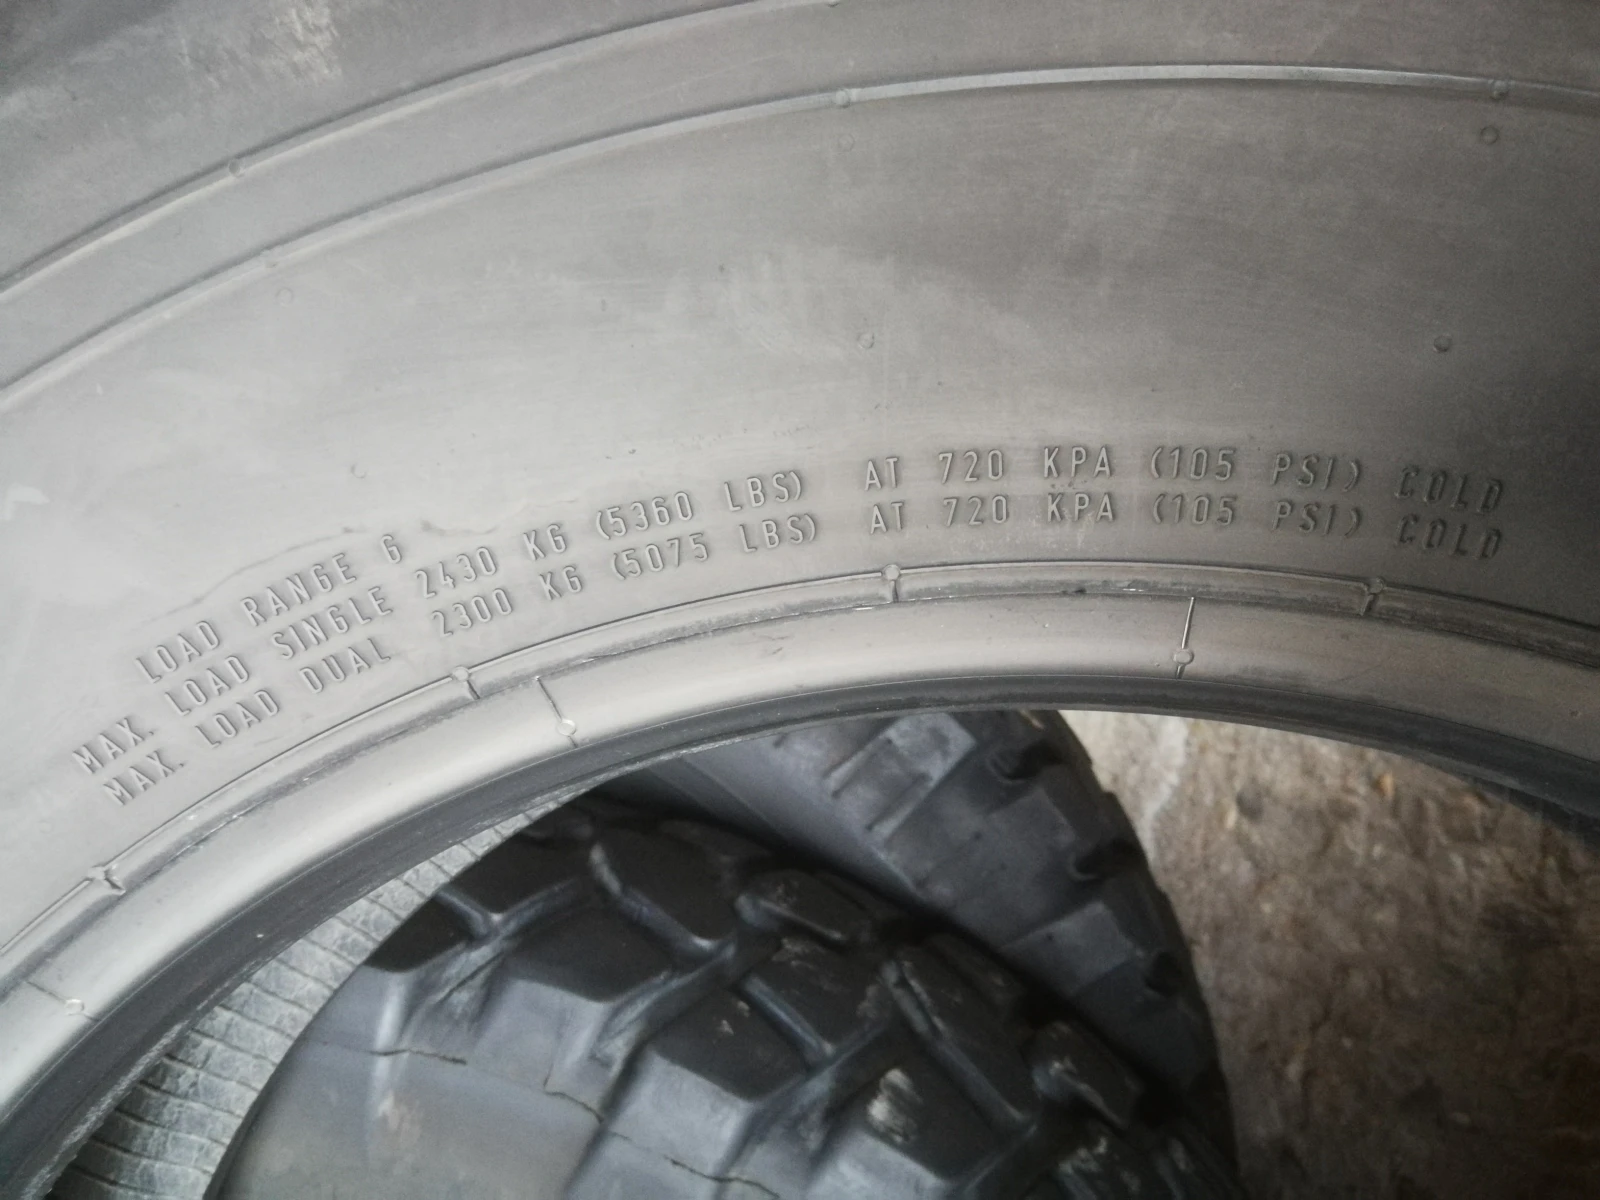 LOAD RANGE G
MAX. LOAD SINGLE 2430 KG (5360 LBS) AT 720 KPA (105 PSI) COLD
MAX. LOAD DUAL 2300 KG (5075 LBS) AT 720 KPA (105 PSI) COLD